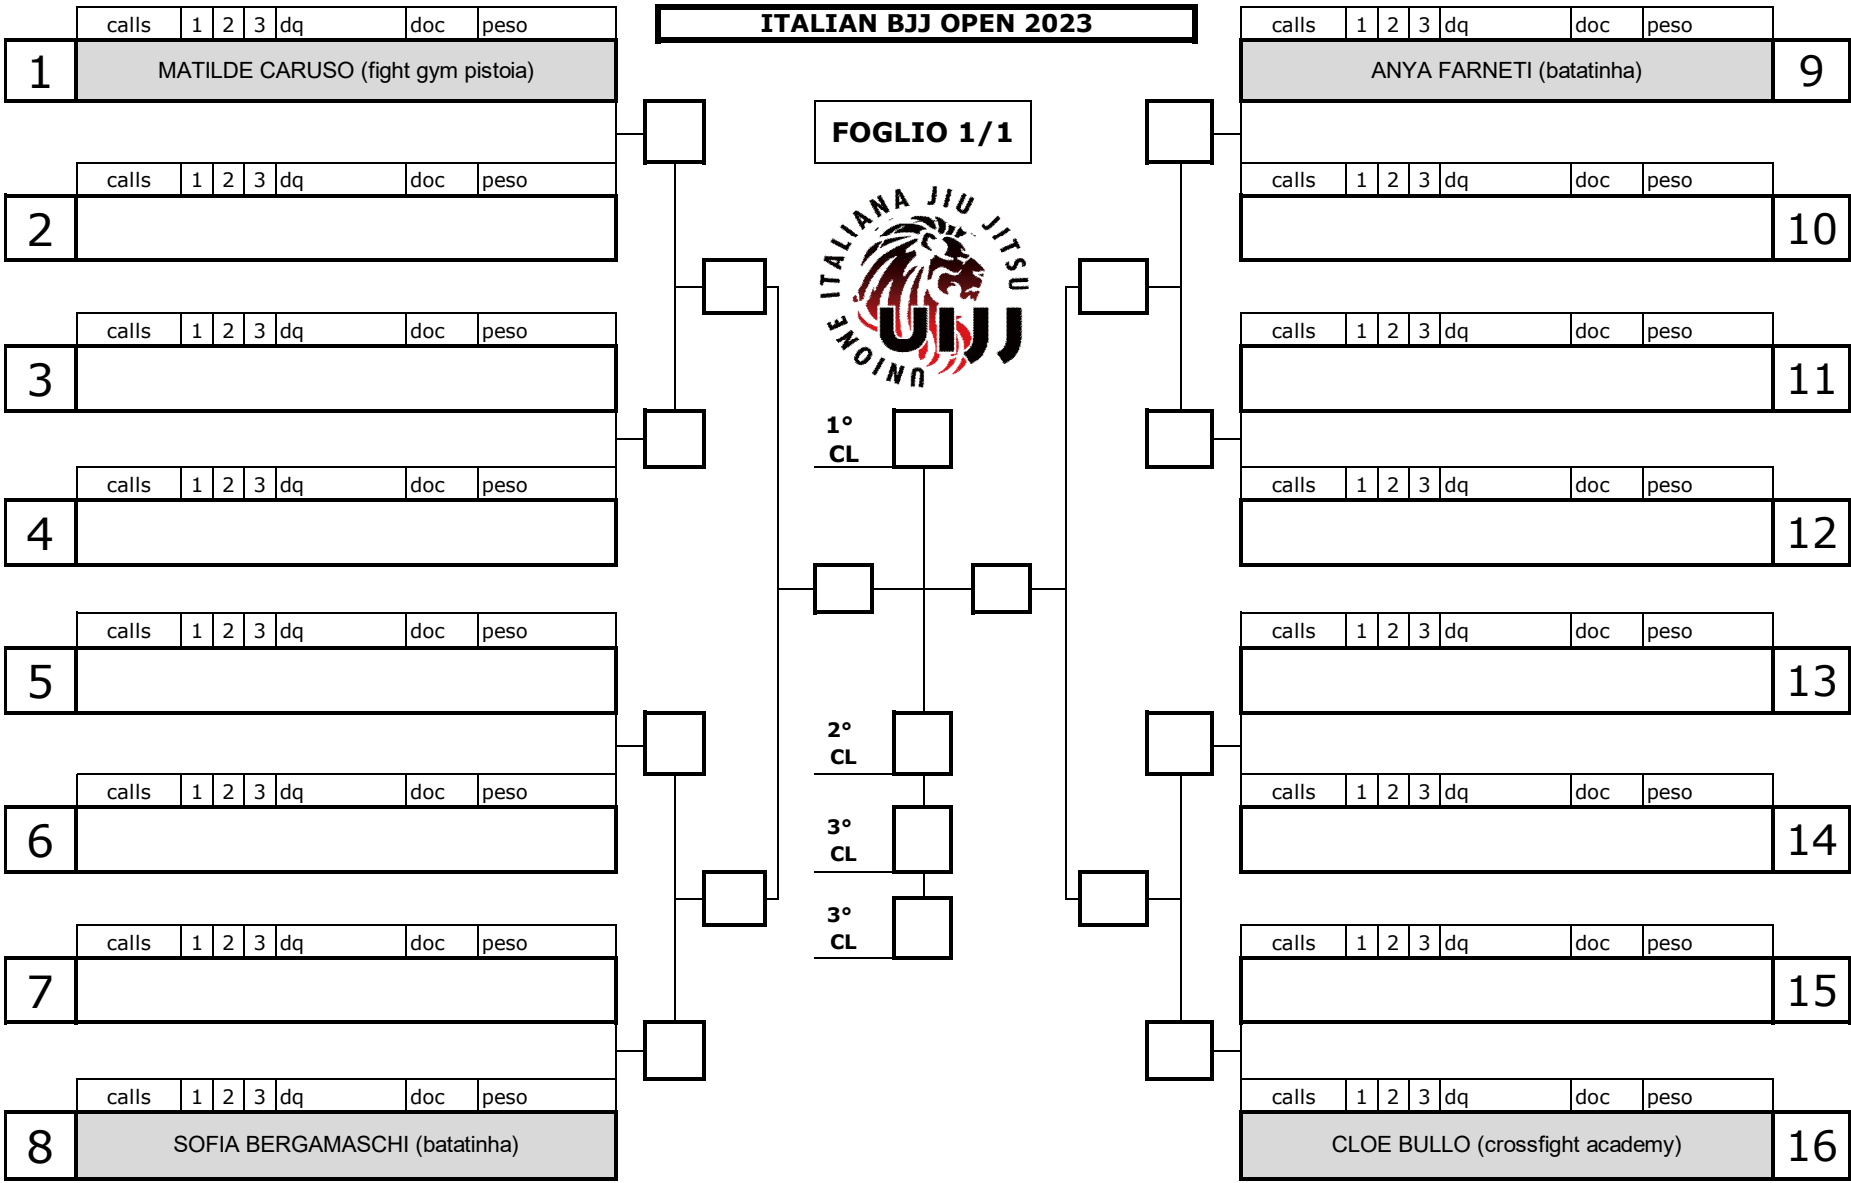 ITALIAN BJJ OPEN 2023
calls 1 2 3 dq doc peso
1 MATILDE CARUSO (fight gym pistoia)
calls 1 2 3 dq doc peso
2
calls 1 2 3 dq doc peso
3
calls 1 2 3 dq doc peso
4
calls 1 2 3 dq doc peso
5
calls 1 2 3 dq doc peso
6
calls 1 2 3 dq doc peso
7
calls 1 2 3 dq doc peso
8 SOFIA BERGAMASCHI (batatinha)
FOGLIO 1/1
UNIONE ITALIANA JIU JITSU
UIJJ
1°
CL
2°
CL
3°
CL
3°
CL
calls 1 2 3 dq doc peso
ANYA FARNETI (batatinha) 9
calls 1 2 3 dq doc peso
10
calls 1 2 3 dq doc peso
11
calls 1 2 3 dq doc peso
12
calls 1 2 3 dq doc peso
13
calls 1 2 3 dq doc peso
14
calls 1 2 3 dq doc peso
15
calls 1 2 3 dq doc peso
CLOE BULLO (crossfight academy) 16